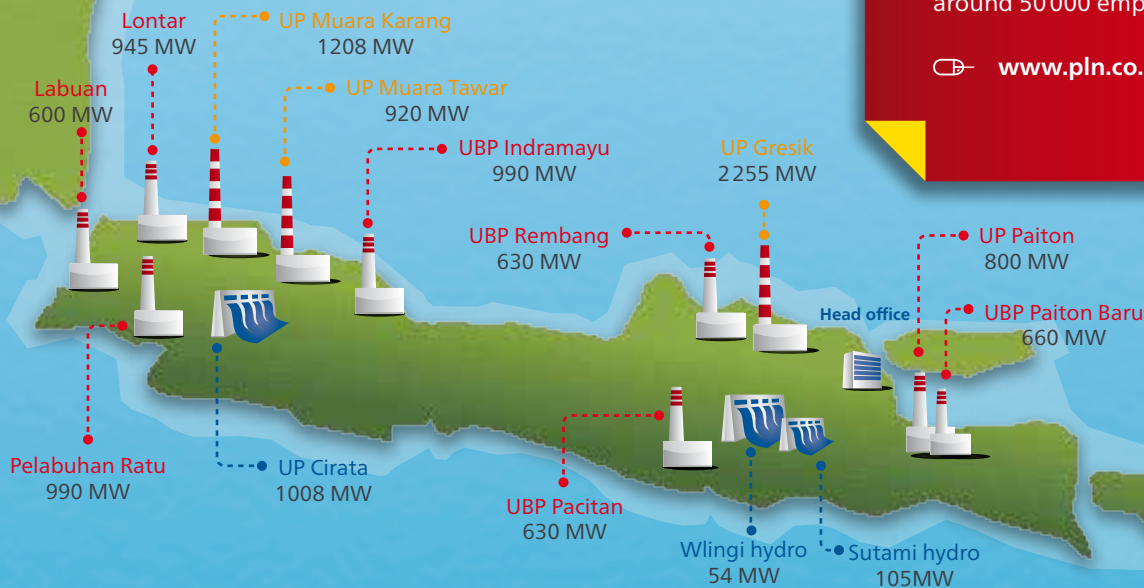 around 50 000 emp
www.pln.co.
Lontar
945 MW
UP Muara Karang
1208 MW
Labuan
600 MW
UP Muara Tawar
920 MW
UBP Indramayu
990 MW
UP Gresik
2 255 MW
UBP Rembang
630 MW
UP Paiton
800 MW
Head office
UBP Paiton Baru
660 MW
Pelabuhan Ratu
990 MW
UP Cirata
1008 MW
UBP Pacitan
630 MW
Wlingi hydro
54 MW
Sutami hydro
105MW